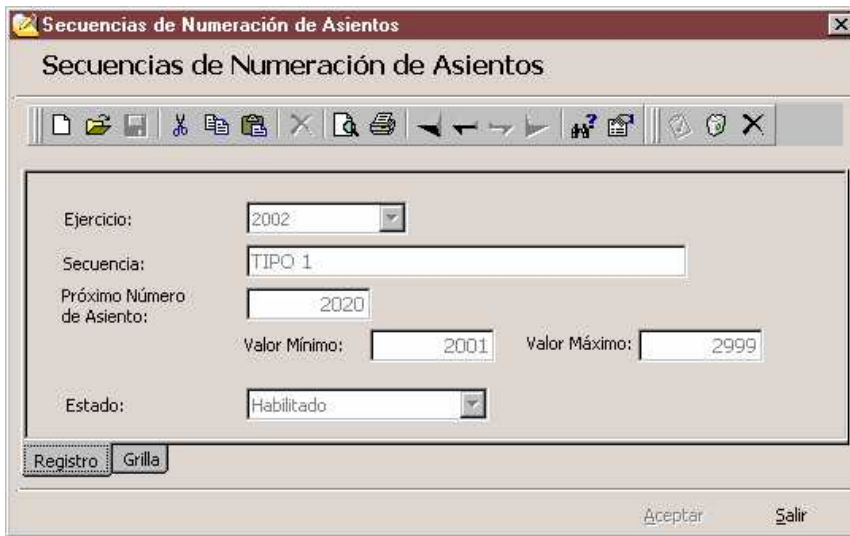 Secuencias de Numeración de Asientos
Secuencias de Numeración de Asientos
Ejercicio: 2002
Secuencia: TIPO 1
Próximo Número
de Asiento: 2020
Valor Mínimo: 2001 Valor Máximo: 2999
Estado: Habilitado
Registro Grilla
Aceptar Salir